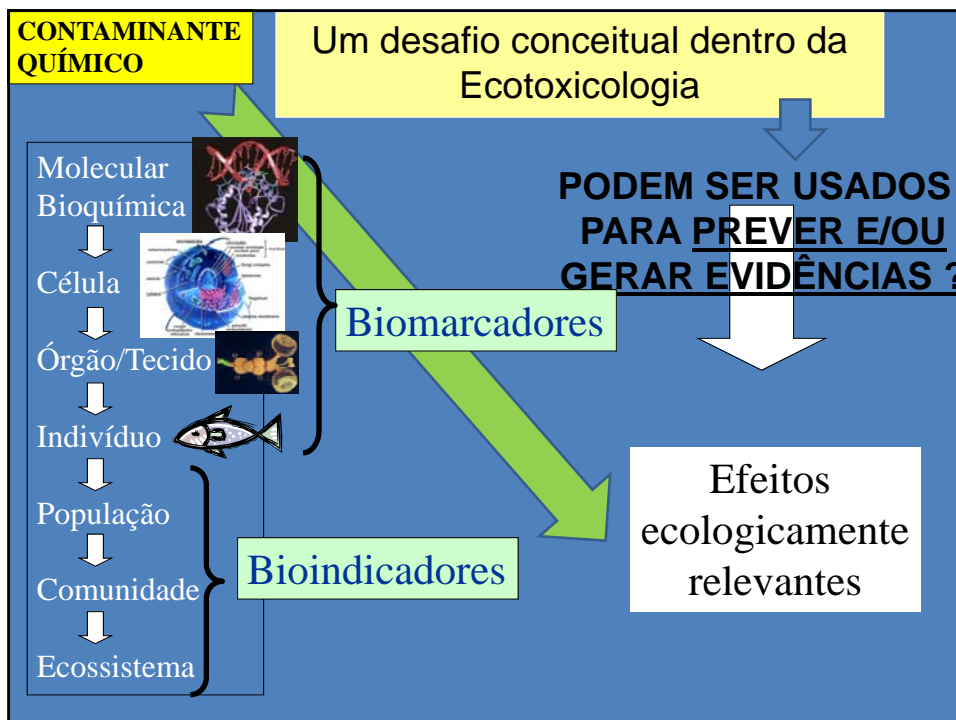 CONTAMINANTE
QUÍMICO
Um desafio conceitual dentro da
Ecotoxicologia
PODEM SER USADOS
PARA PREVER E/OU
GERAR EVIDÊNCIAS ?
Molecular
Bioquímica
Célula
Órgão/Tecido
Indivíduo
População
Comunidade
Ecossistema
Biomarcadores
Bioindicadores
Efeitos
ecologicamente
relevantes